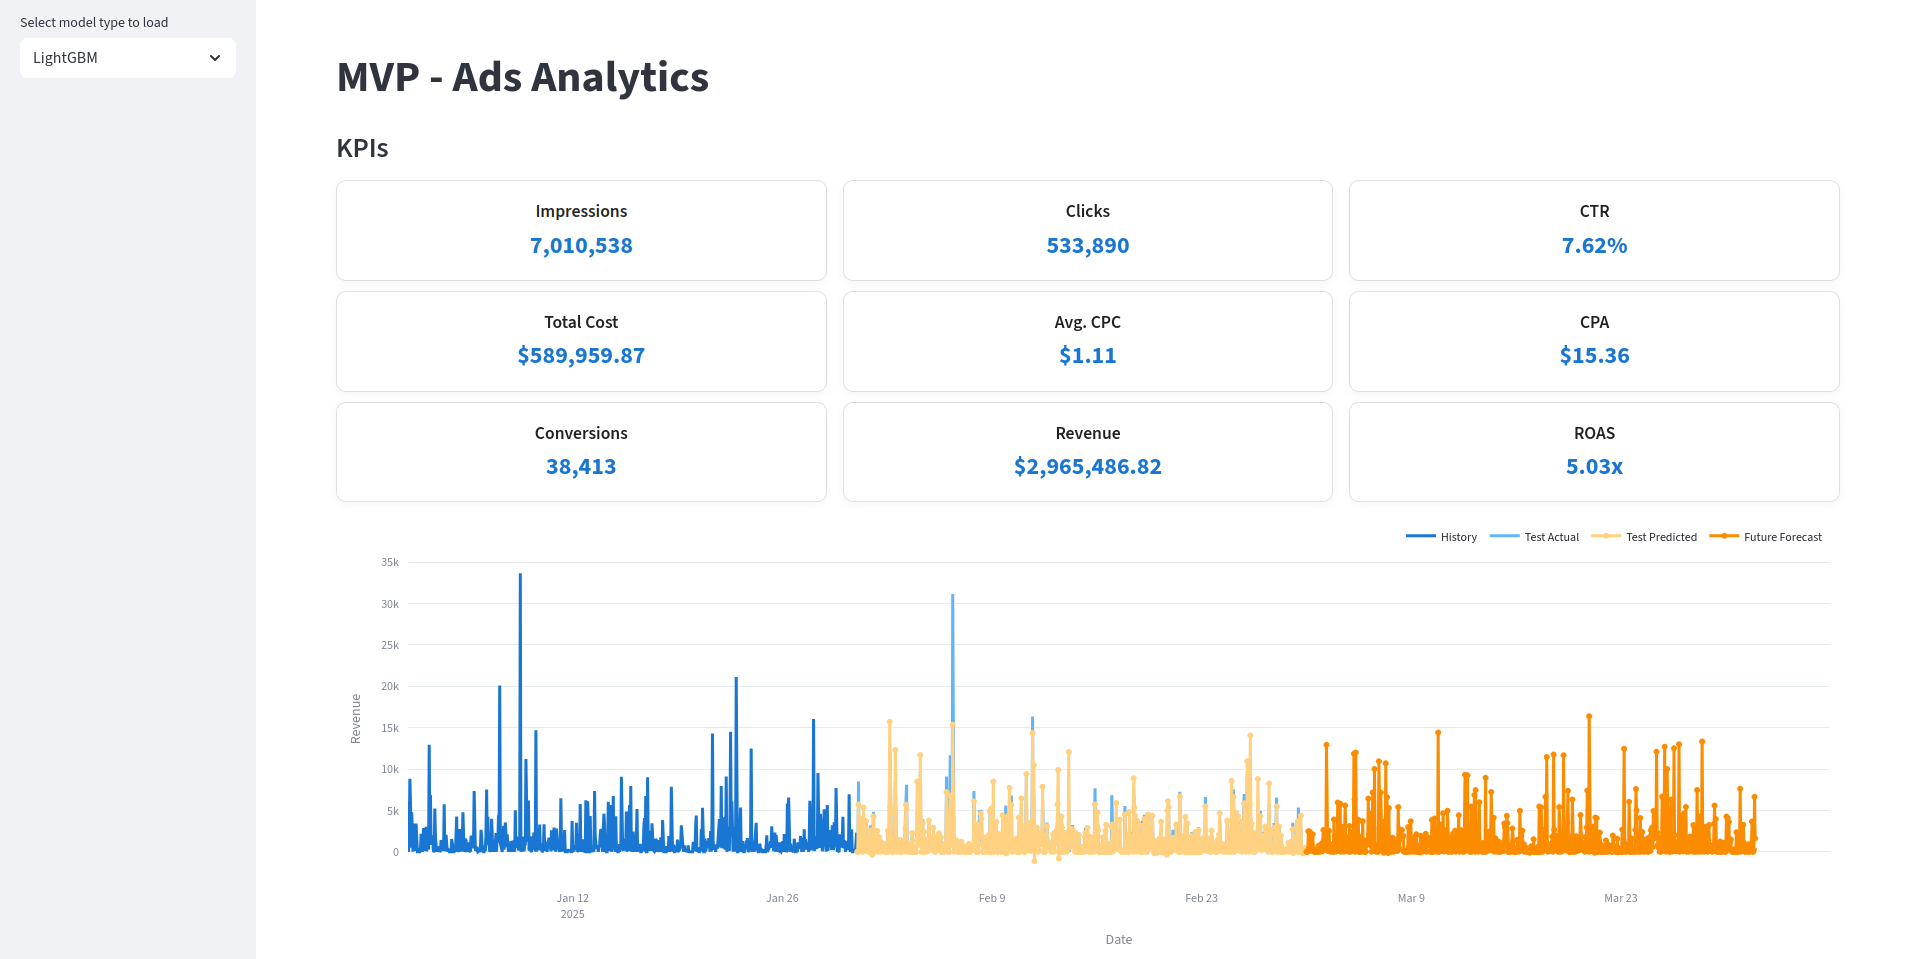 Select model type to load
LightGBM
MVP - Ads Analytics
KPIs
Impressions
7,010,538
Clicks
533,890
CTR
7.62%
Total Cost
$589,959.87
Avg. CPC
$1.11
CPA
$15.36
Conversions
38,413
Revenue
$2,965,486.82
ROAS
5.03x
History
Test Actual
Test Predicted
Future Forecast
35k
30k
25k
20k
15k
10k
5k
0
Revenue
Jan 12
2025
Jan 26
Feb 9
Feb 23
Mar 9
Mar 23
Date